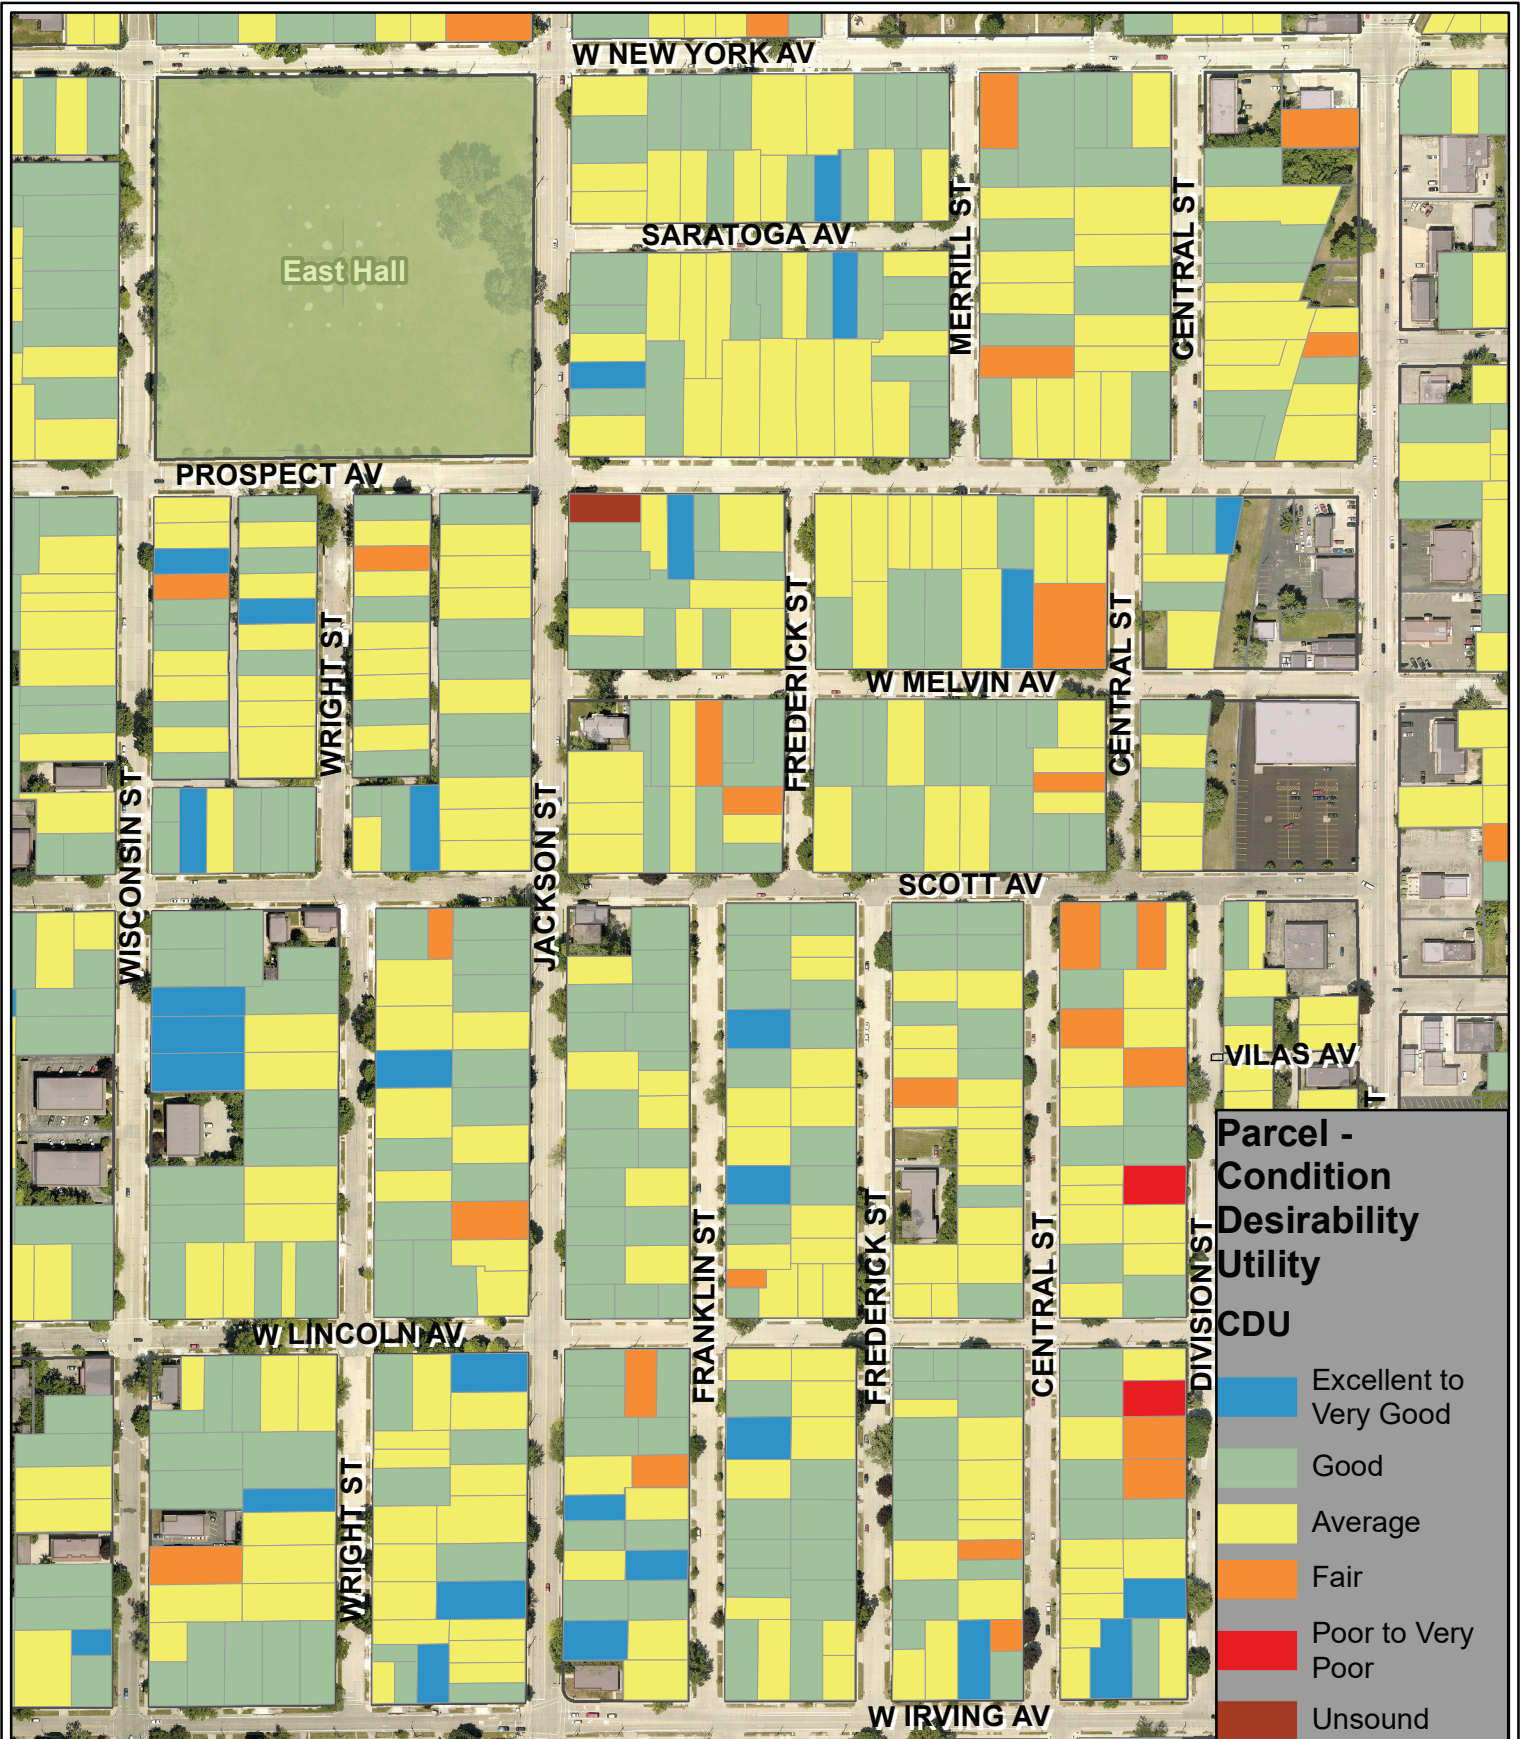 W NEW YORK AV
SARATOGA AV
MERRILL ST
CENTRAL ST
East Hall
PROSPECT AV
WRIGHT ST
FREDERICK ST
W MELVIN AV
CENTRAL ST
WISCONSIN ST
JACKSON ST
SCOTT AV
VILAS AV
T
FRANKLIN ST
FREDERICK ST
CENTRAL ST
DIVISION ST
W LINCOLN AV
WRIGHT ST
W IRVING AV
Parcel -
Condition
Desirability
Utility
CDU
Excellent to
Very Good
Good
Average
Fair
Poor to Very
Poor
Unsound